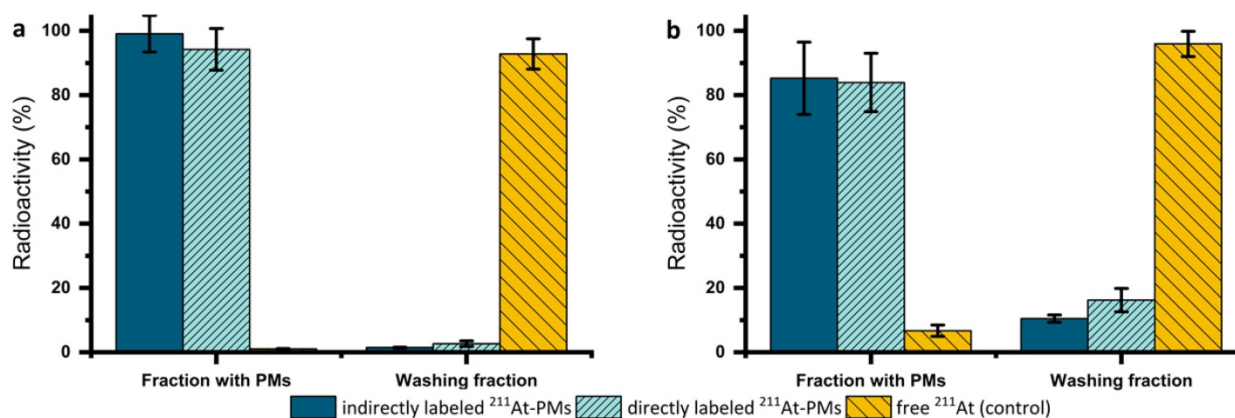 a
Radioactivity (%)
100
80
60
40
20
0
Fraction with PMs
Washing fraction
b
Radioactivity (%)
100
80
60
40
20
0
Fraction with PMs
Washing fraction
indirectly labeled ²¹¹At-PMs
directly labeled ²¹¹At-PMs
free ²¹¹At (control)